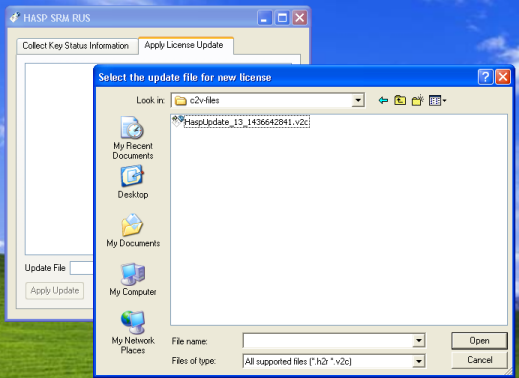 HASP SRM RUS
Collect Key Status Information
Apply License Update
Select the update file for new license
Look in:
c2v-files
HaspUpdate_13_1436642841.v2c
My Recent
Documents
Desktop
My Documents
My Computer
My Network
Places
Update File
Apply Update
File name:
Open
Files of type:
All supported files (*.h2r *.v2c)
Cancel